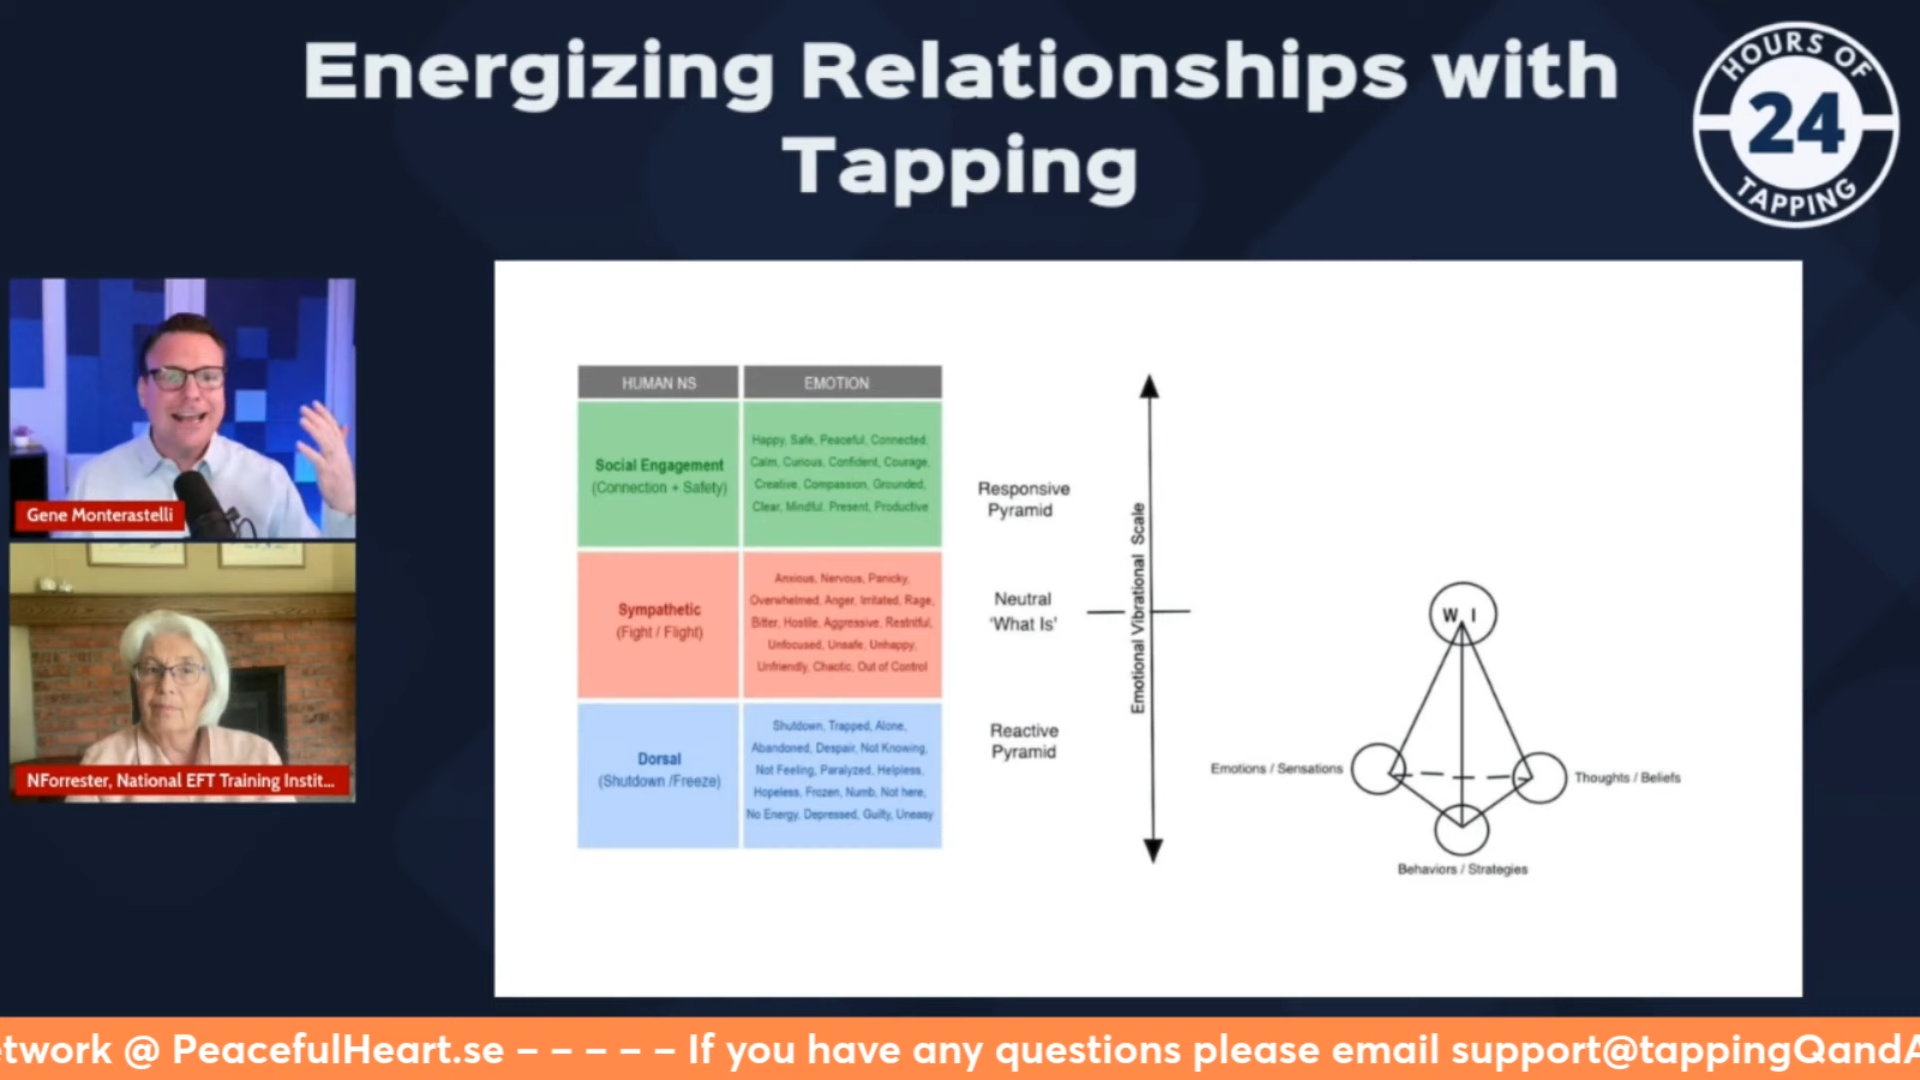 Energizing Relationships with
Tapping
HOURS OF
24
TAPPING
Gene Monterastelli
NForrester, National EFT Training Instit...
HUMAN NS
EMOTION
Social Engagement
(Connection + Safety)
Happy, Safe, Peaceful, Connected,
Calm, Curious, Confident, Courage,
Creative, Compassion, Grounded,
Clear, Mindful, Present, Productive
Sympathetic
(Fight / Flight)
Anxious, Nervous, Panicky,
Overwhelmed, Anger, Irritated, Rage,
Bitter, Hostile, Aggressive, Restnful,
Unfocused, Unsafe, Unhappy,
Unfriendly, Chaotic, Out of Control
Dorsal
(Shutdown /Freeze)
Shutdown, Trapped, Alone,
Abandoned, Despair, Not Knowing,
Not Feeling, Paralyzed, Helpless,
Hopeless, Frozen, Numb, Not here,
No Energy, Depressed, Guilty, Uneasy
Responsive
Pyramid
Neutral
'What Is'
Reactive
Pyramid
Emotional Vibrational Scale
W I
Emotions / Sensations
Thoughts / Beliefs
Behaviors / Strategies
etwork @ PeacefulHeart.se – – – – – If you have any questions please email support@tappingQandA